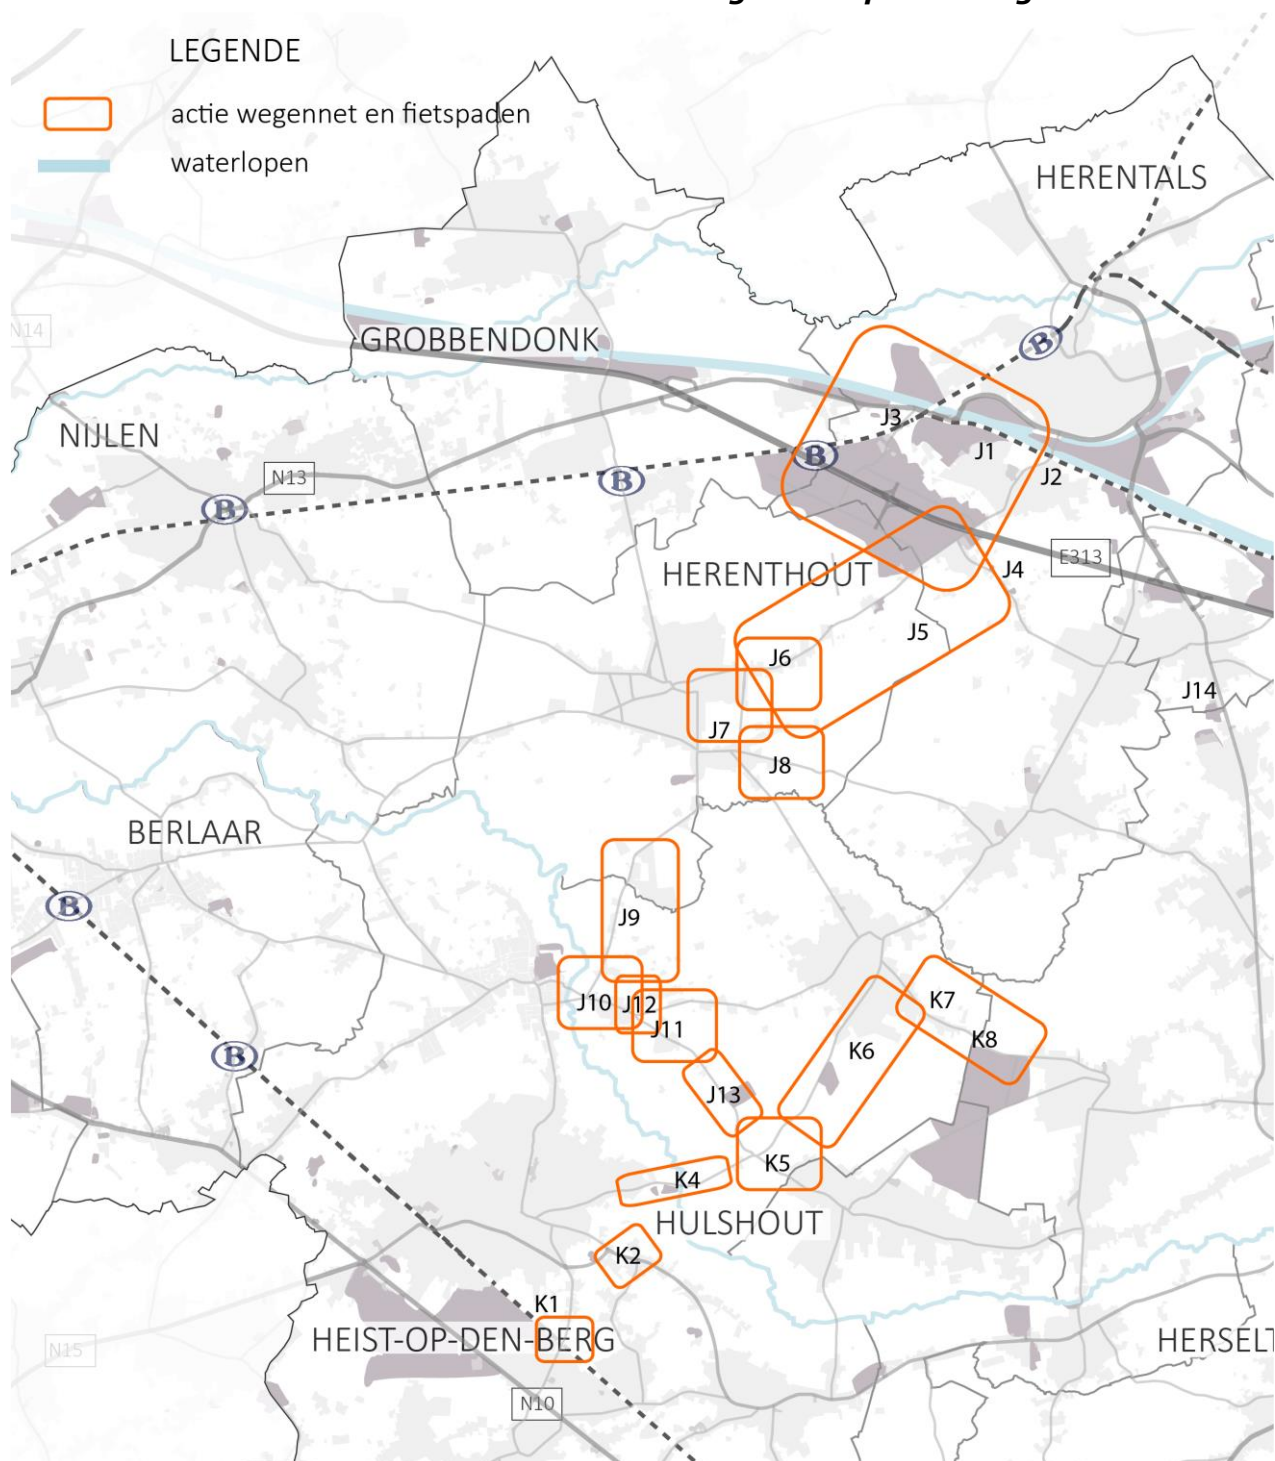 LEGENDE
actie wegennet en fietspaden
waterlopen
HERENTALS
N14
GROBBENDONK
B
NIJLEN
J3
J1
B
J2
N13
B
B
HERENTHOUT
J4
E313
J5
J6
J14
J7
J8
BERLAAR
B
J9
J10
J12
J11
K7
K8
K6
B
J13
K5
K4
HULSHOUT
K2
K1
HEIST-OP-DEN-BERG
HERSELT
N15
N10